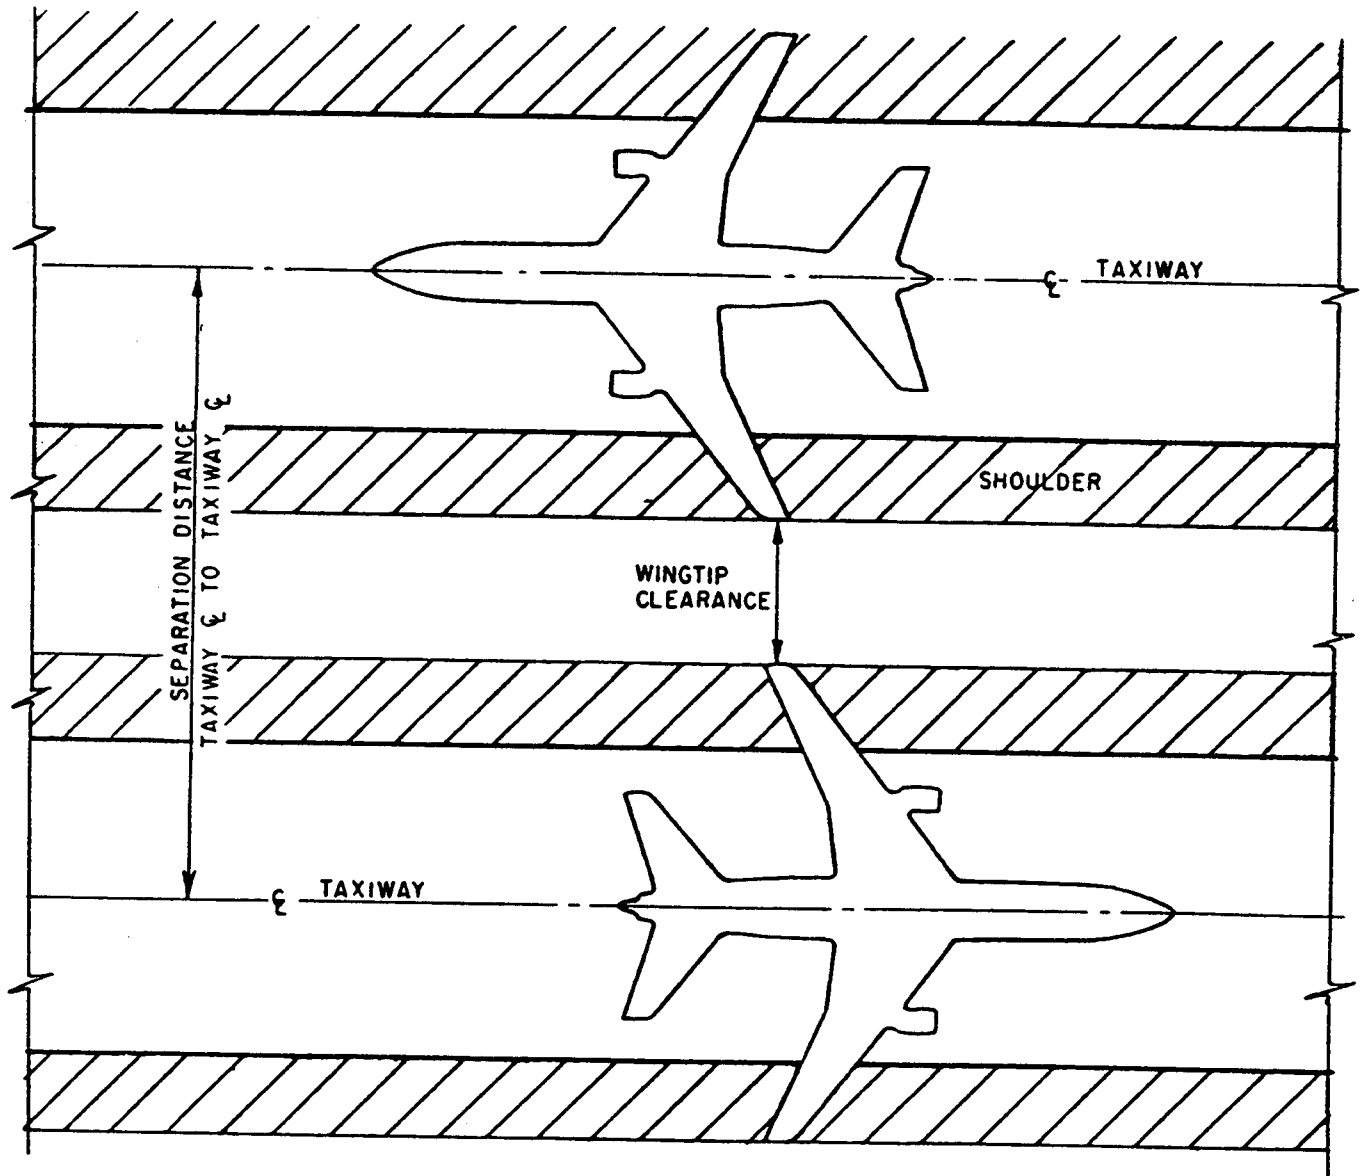 ℄ TAXIWAY
SHOULDER
WINGTIP
CLEARANCE
SEPARATION DISTANCE
TAXIWAY ℄ TO TAXIWAY ℄
℄ TAXIWAY